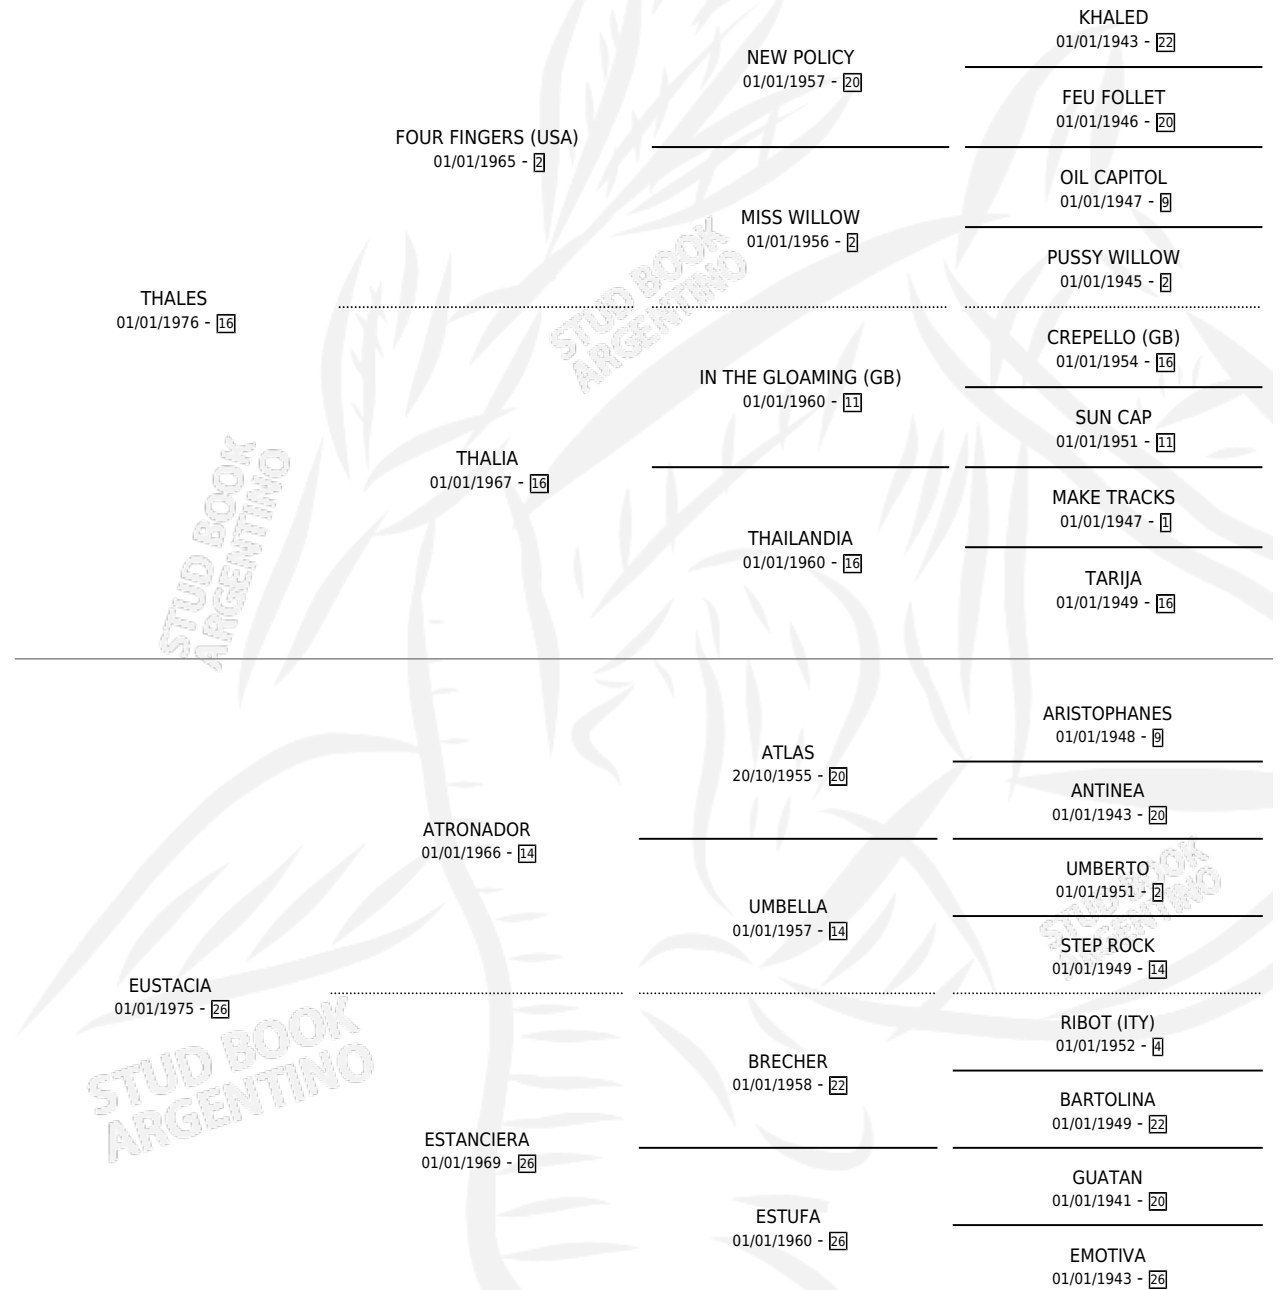 KHALED
01/01/1943 - 22
NEW POLICY
01/01/1957 - 20
FEU FOLLET
01/01/1946 - 20
FOUR FINGERS (USA)
01/01/1965 - 2
OIL CAPITOL
01/01/1947 - 9
MISS WILLOW
01/01/1956 - 2
PUSSY WILLOW
01/01/1945 - 2
THALES
01/01/1976 - 16
STUD BOOK
ARGENTINO
CREPELLO (GB)
01/01/1954 - 16
IN THE GLOAMING (GB)
01/01/1960 - 11
SUN CAP
01/01/1951 - 11
THALIA
01/01/1967 - 16
MAKE TRACKS
01/01/1947 - 1
THAILANDIA
01/01/1960 - 16
TARIJA
01/01/1949 - 16
STUD BOOK
ARGENTINO
ARISTOPHANES
01/01/1948 - 9
ATLAS
20/10/1955 - 20
ANTINEA
01/01/1943 - 20
ATRONADOR
01/01/1966 - 14
UMBERTO
01/01/1951 - 2
UMBELLA
01/01/1957 - 14
STUD BOOK
ARGENTINO
STEP ROCK
01/01/1949 - 14
EUSTACIA
01/01/1975 - 26
RIBOT (ITY)
01/01/1952 - 4
BRECHER
01/01/1958 - 22
STUD BOOK
ARGENTINO
BARTOLINA
01/01/1949 - 22
ESTANCIERA
01/01/1969 - 26
GUATAN
01/01/1941 - 20
ESTUFA
01/01/1960 - 26
EMOTIVA
01/01/1943 - 26